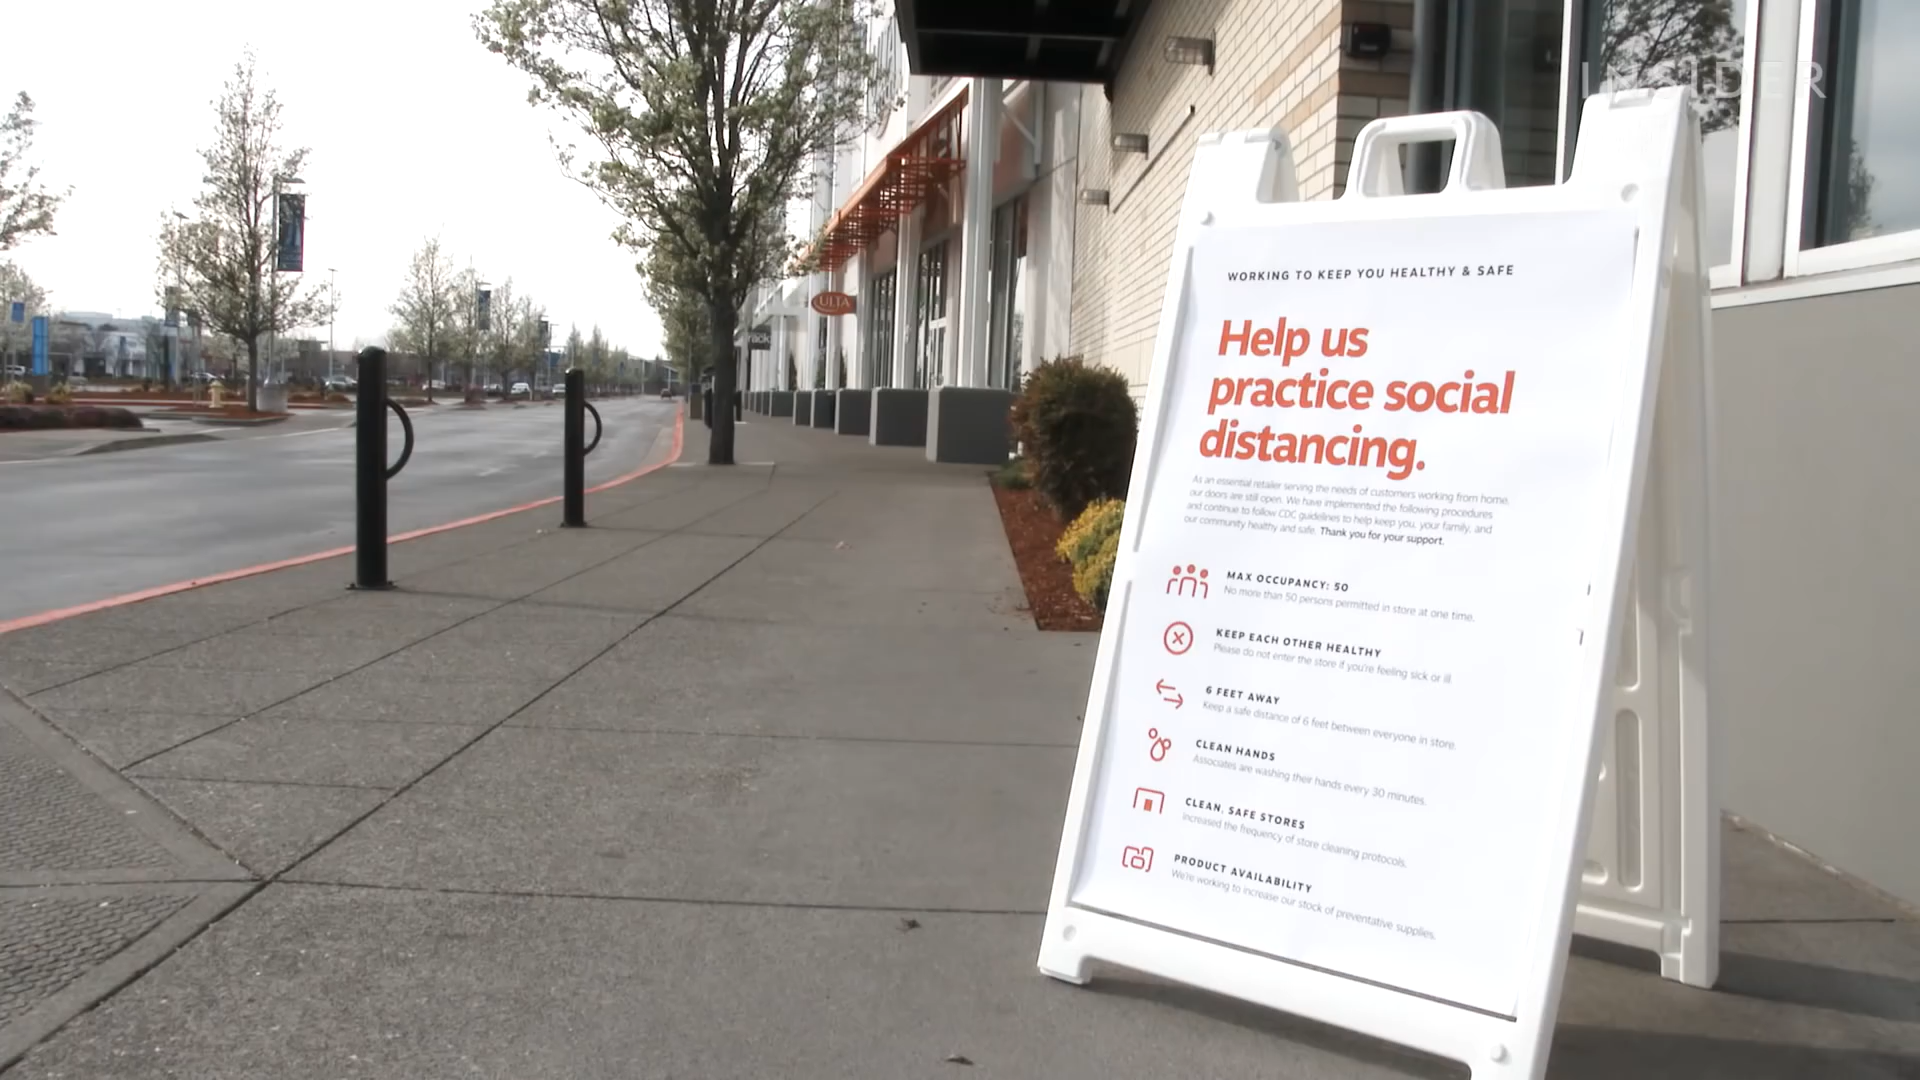 INSIDER
ULTA
rack
WORKING TO KEEP YOU HEALTHY & SAFE
Help us
practice social
distancing.
As an essential retailer serving the needs of customers working from home,
our doors are still open. We have implemented the following procedures
and continue to follow CDC guidelines to help keep you, your family, and
our community healthy and safe. Thank you for your support.
MAX OCCUPANCY: 50
No more than 50 persons permitted in store at one time.
KEEP EACH OTHER HEALTHY
Please do not enter the store if you're feeling sick or ill.
6 FEET AWAY
Keep a safe distance of 6 feet between everyone in store.
CLEAN HANDS
Associates are washing their hands every 30 minutes.
CLEAN, SAFE STORES
Increased the frequency of store cleaning protocols.
PRODUCT AVAILABILITY
We're working to increase our stock of preventative supplies.